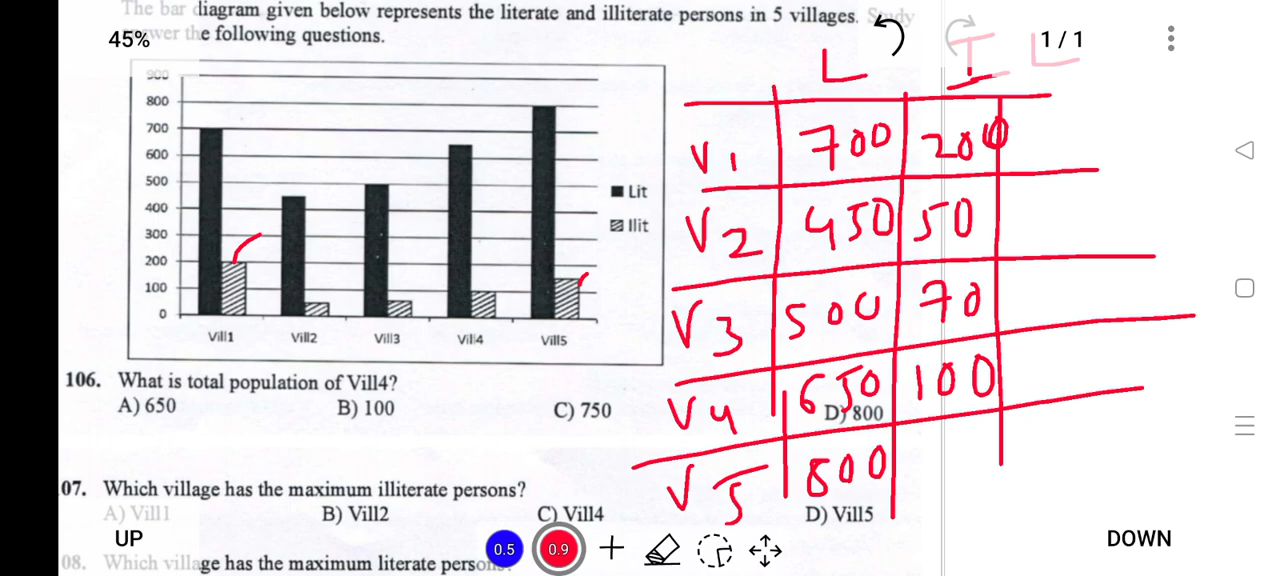 The bar diagram given below represents the literate and illiterate persons in 5 villages. Study
answer the following questions.
45%
1/1
L I L
900
800
700
600
500
400
300
200
100
0
Vill1 Vill2 Vill3 Vill4 Vill5
Lit
Ilit
V1 700 200
V2 450 50
V3 500 70
V4 650 100
V5 800
106. What is total population of Vill4?
A) 650 B) 100 C) 750 D) 800
07. Which village has the maximum illiterate persons?
A) Vill1 B) Vill2 C) Vill4 D) Vill5
UP
0.5 0.9
DOWN
08. Which village has the maximum literate persons?